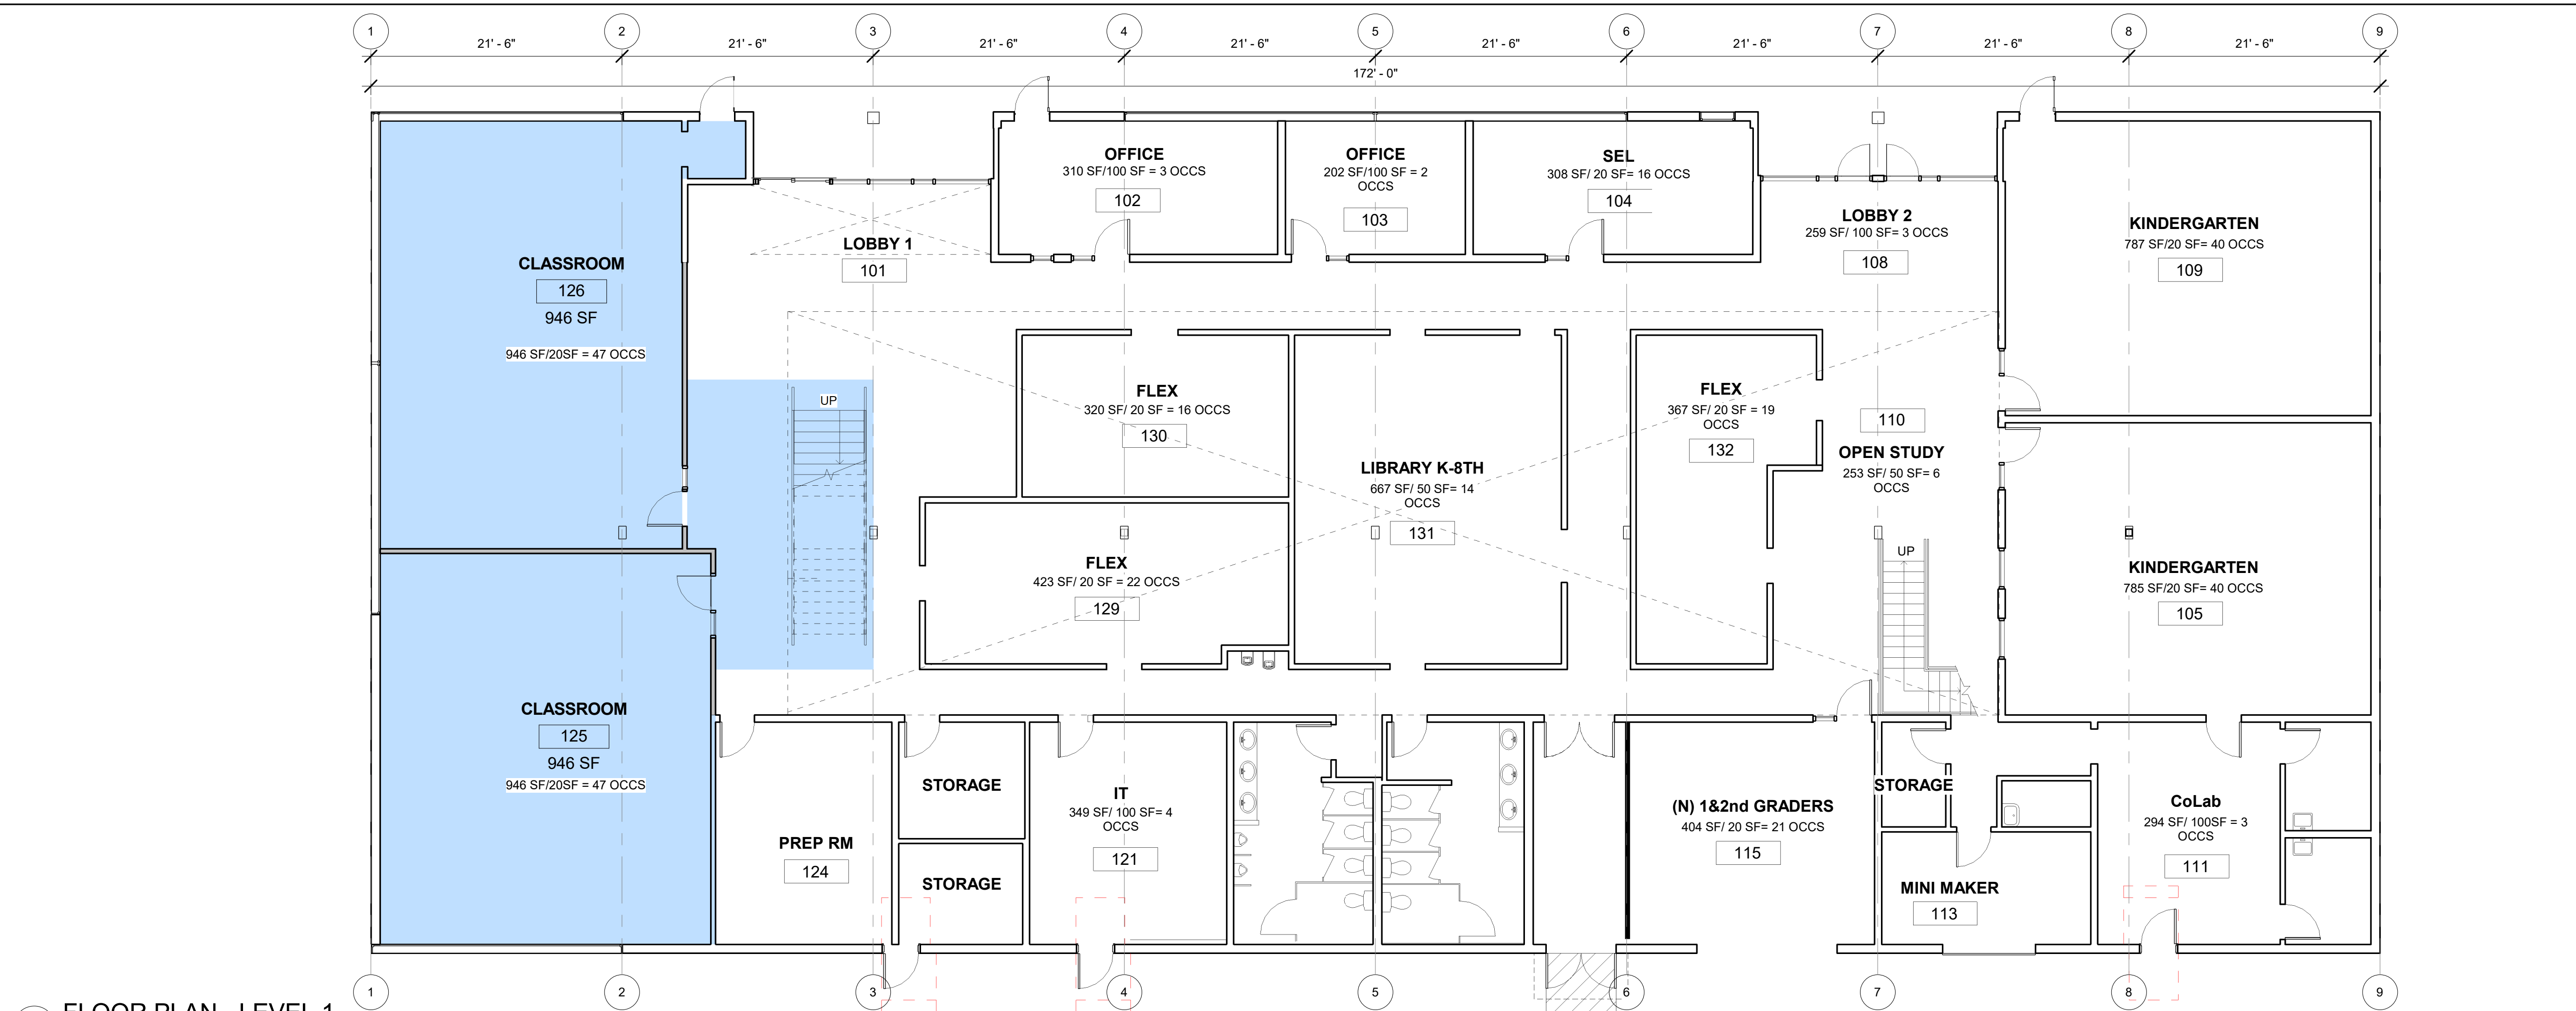 1 2 3 4 5 6 7 8 9
21' - 6" 21' - 6" 21' - 6" 21' - 6" 21' - 6" 21' - 6" 21' - 6" 21' - 6"
172' - 0"
OFFICE
310 SF/100 SF = 3 OCCS
102
OFFICE
202 SF/100 SF = 2
OCCS
103
SEL
308 SF/ 20 SF= 16 OCCS
104
LOBBY 1
101
LOBBY 2
259 SF/ 100 SF= 3 OCCS
108
KINDERGARTEN
787 SF/20 SF= 40 OCCS
109
CLASSROOM
126
946 SF
946 SF/20SF = 47 OCCS
UP
FLEX
320 SF/ 20 SF = 16 OCCS
130
LIBRARY K-8TH
667 SF/ 50 SF= 14
OCCS
131
FLEX
367 SF/ 20 SF = 19
OCCS
132
110
OPEN STUDY
253 SF/ 50 SF= 6
OCCS
UP
FLEX
423 SF/ 20 SF = 22 OCCS
129
KINDERGARTEN
785 SF/20 SF= 40 OCCS
105
CLASSROOM
125
946 SF
946 SF/20SF = 47 OCCS
PREP RM
124
STORAGE
STORAGE
IT
349 SF/ 100 SF= 4
OCCS
121
(N) 1&2nd GRADERS
404 SF/ 20 SF= 21 OCCS
115
STORAGE
MINI MAKER
113
CoLab
294 SF/ 100SF = 3
OCCS
111
1 2 3 4 5 6 7 8 9
FLOOR PLAN - LEVEL 1